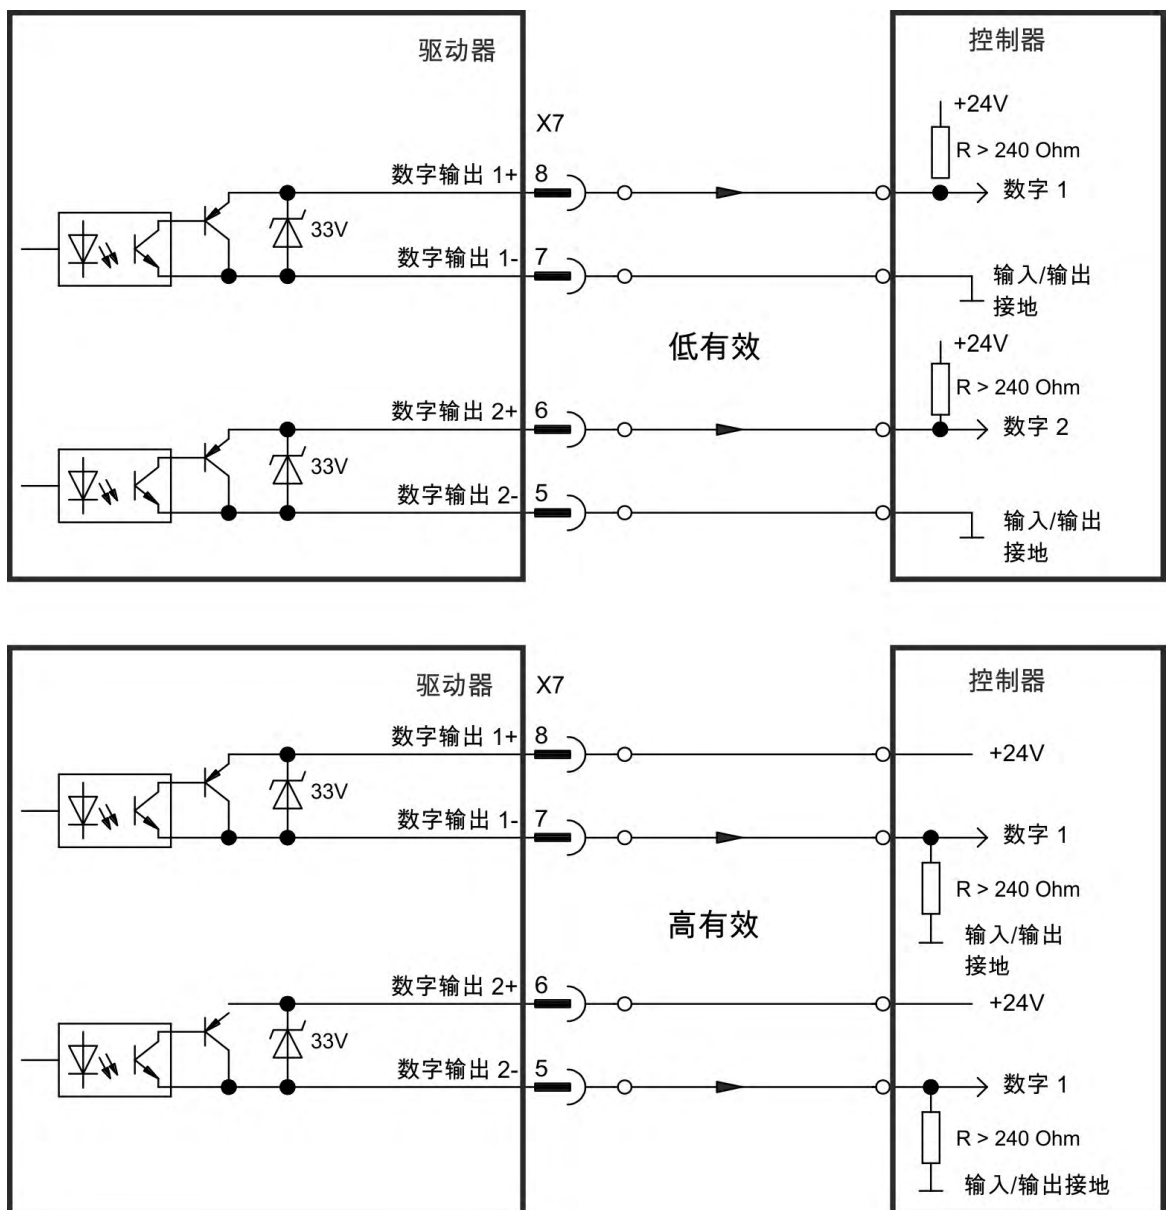 驱动器
控制器
+24V
X7
R > 240 Ohm
数字输出 1+
8
数字 1
33V
数字输出 1-
7
输入/输出
接地
低有效
+24V
R > 240 Ohm
数字输出 2+
6
数字 2
33V
数字输出 2-
5
输入/输出
接地
驱动器
X7
控制器
数字输出 1+
8
+24V
33V
数字输出 1-
7
数字 1
R > 240 Ohm
高有效
输入/输出
接地
数字输出 2+
6
+24V
33V
数字输出 2-
5
数字 1
R > 240 Ohm
输入/输出接地